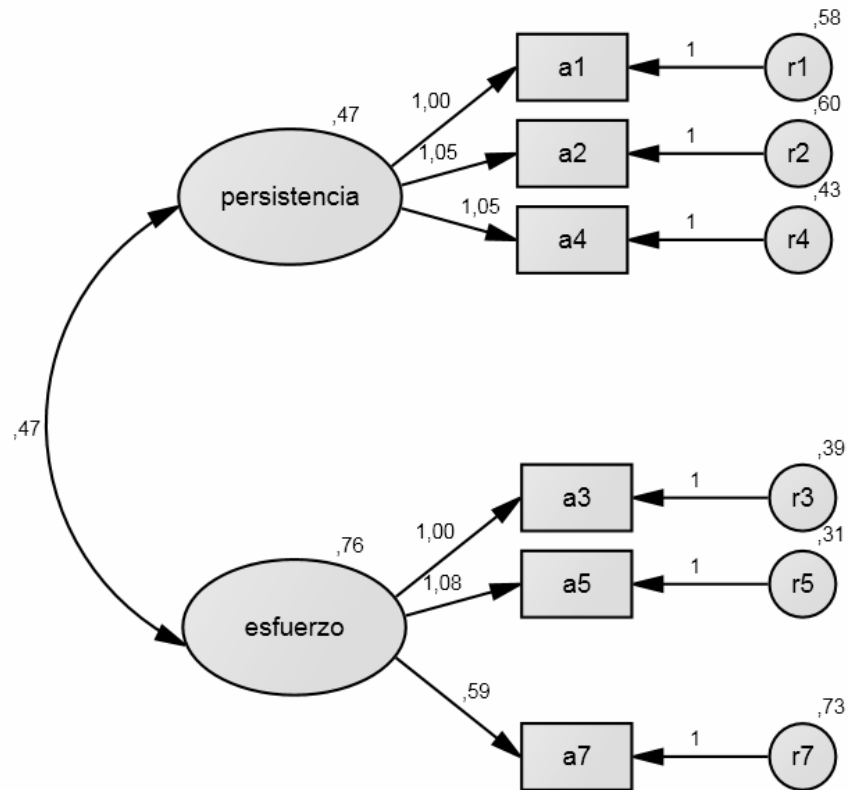 ,58
a1
1
r1
1,00
,47
,60
1,05
a2
1
r2
persistencia
,43
1,05
a4
1
r4
,47
,39
a3
1
r3
1,00
,76
,31
1,08
a5
1
r5
esfuerzo
,59
,73
a7
1
r7